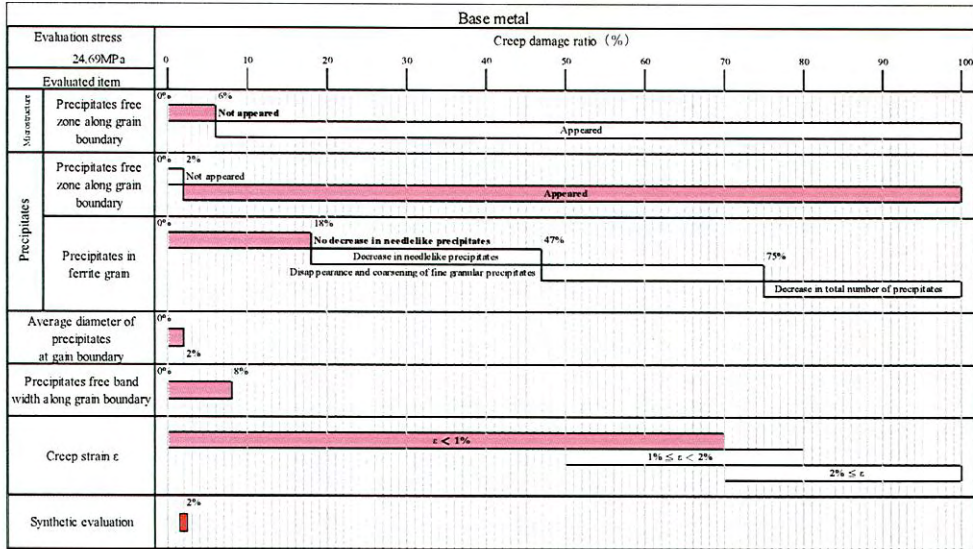 Base metal
Evaluation stress
24.69MPa
Creep damage ratio (%)
0 10 20 30 40 50 60 70 80 90 100
Evaluated item
Microstructure
Precipitates free
zone along grain
boundary
0% 6%
Not appeared
Appeared
Precipitates
Precipitates free
zone along grain
boundary
0% 2%
Not appeared
Appeared
Precipitates in
ferrite grain
0% 18% 47% 75%
No decrease in needlelike precipitates
Decrease in needlelike precipitates
Disappearance and coarsening of fine granular precipitates
Decrease in total number of precpitates
Average diameter of
precipitates
at gain boundary
0%
2%
Precipitates free band
width along grain boundary
0% 8%
Creep strain ε
ε < 1%
1% ≤ ε < 2%
2% ≤ ε
Synthetic evaluation
2%